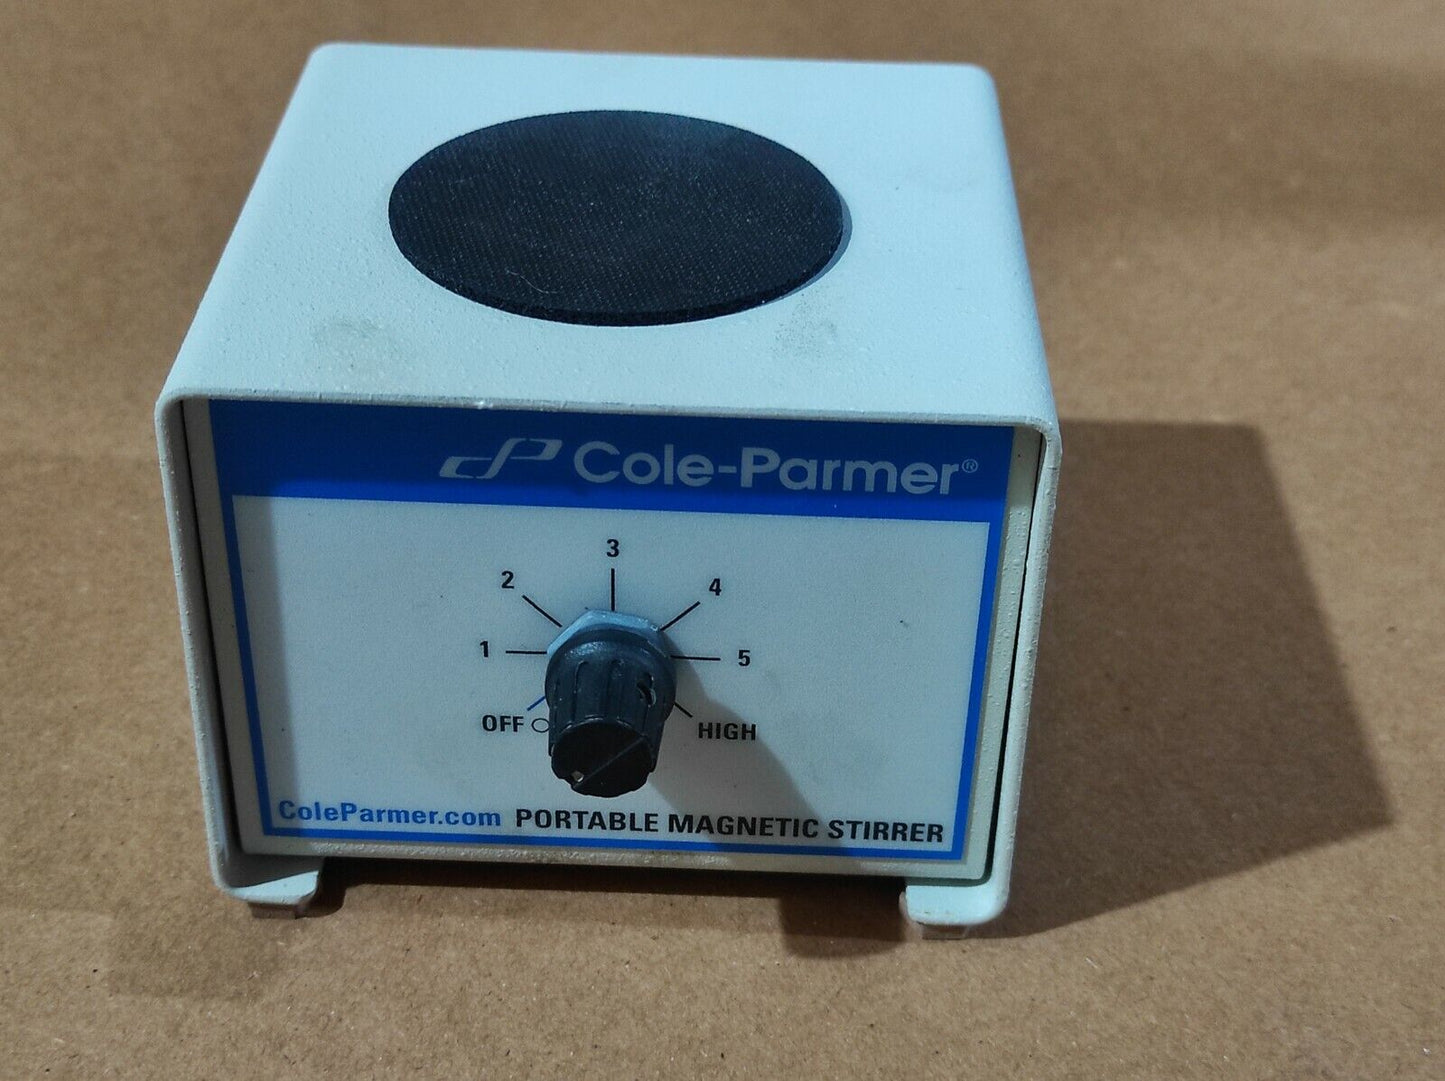 Cole-Parmer®
3
2 4
1 5
OFF HIGH
ColeParmer.com PORTABLE MAGNETIC STIRRER